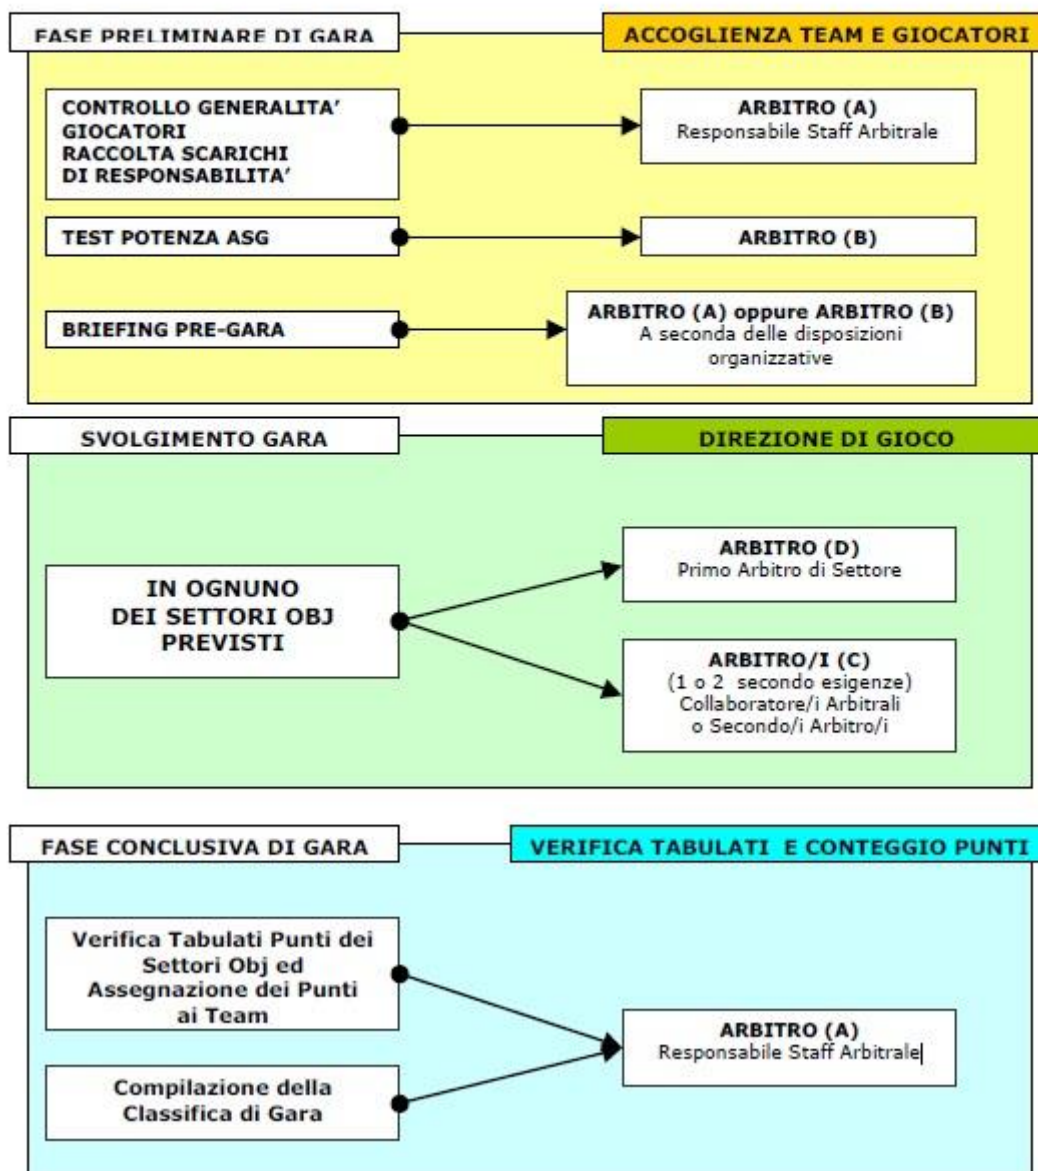 FASE PRELIMINARE DI GARA
ACCOGLIENZA TEAM E GIOCATORI
CONTROLLO GENERALITA’
GIOCATORI
RACCOLTA SCARICHI
DI RESPONSABILITA’
ARBITRO (A)
Responsabile Staff Arbitrale
TEST POTENZA ASG
ARBITRO (B)
BRIEFING PRE-GARA
ARBITRO (A) oppure ARBITRO (B)
A seconda delle disposizioni
organizzative
SVOLGIMENTO GARA
DIREZIONE DI GIOCO
IN OGNUNO
DEI SETTORI OBJ
PREVISTI
ARBITRO (D)
Primo Arbitro di Settore
ARBITRO/I (C)
(1 o 2 secondo esigenze)
Collaboratore/i Arbitrali
o Secondo/i Arbitro/i
FASE CONCLUSIVA DI GARA
VERIFICA TABULATI E CONTEGGIO PUNTI
Verifica Tabulati Punti dei
Settori Obj ed
Assegnazione dei Punti
ai Team
ARBITRO (A)
Responsabile Staff Arbitrale
Compilazione della
Classifica di Gara